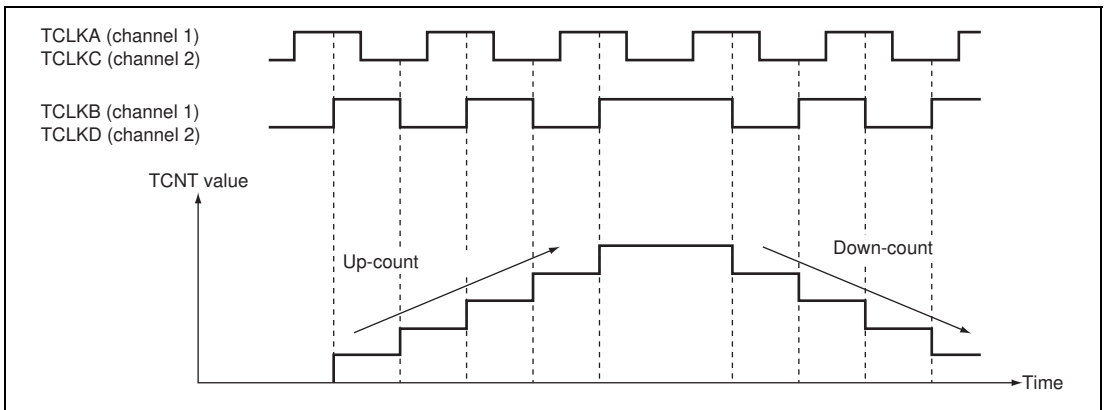 TCLKA (channel 1)
TCLKC (channel 2)
TCLKB (channel 1)
TCLKD (channel 2)
TCNT value
Up-count
Down-count
Time